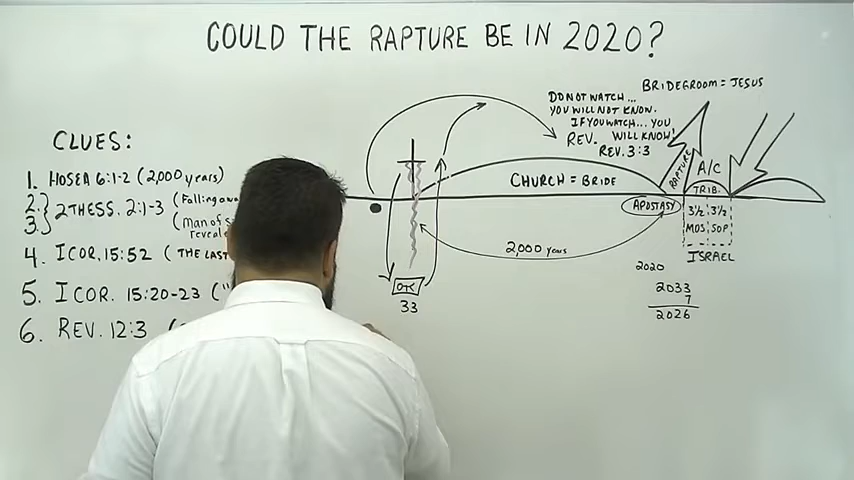 COULD THE RAPTURE BE IN 2020?
CLUES:
1. HOSEA 6:1-2 (2,000 years)
2.
3.
2 THESS. 2:1-3 (Falling
(Man of
reveal
4. I COR. 15:52 (THE LAST
5. I COR. 15:20-23 ("
6. REV. 12:3 (
BRIDEGROOM = JESUS
DO NOT WATCH...
YOU WILL NOT KNOW.
IF YOU WATCH... YOU
REV. WILL KNOW!
REV. 3:3
CHURCH = BRIDE
RAPTURE
A/C
TRIB.
3½ 3½
MOS SOP
ISRAEL
APOSTASY
2,000 years
33
2020
2033
7
2026